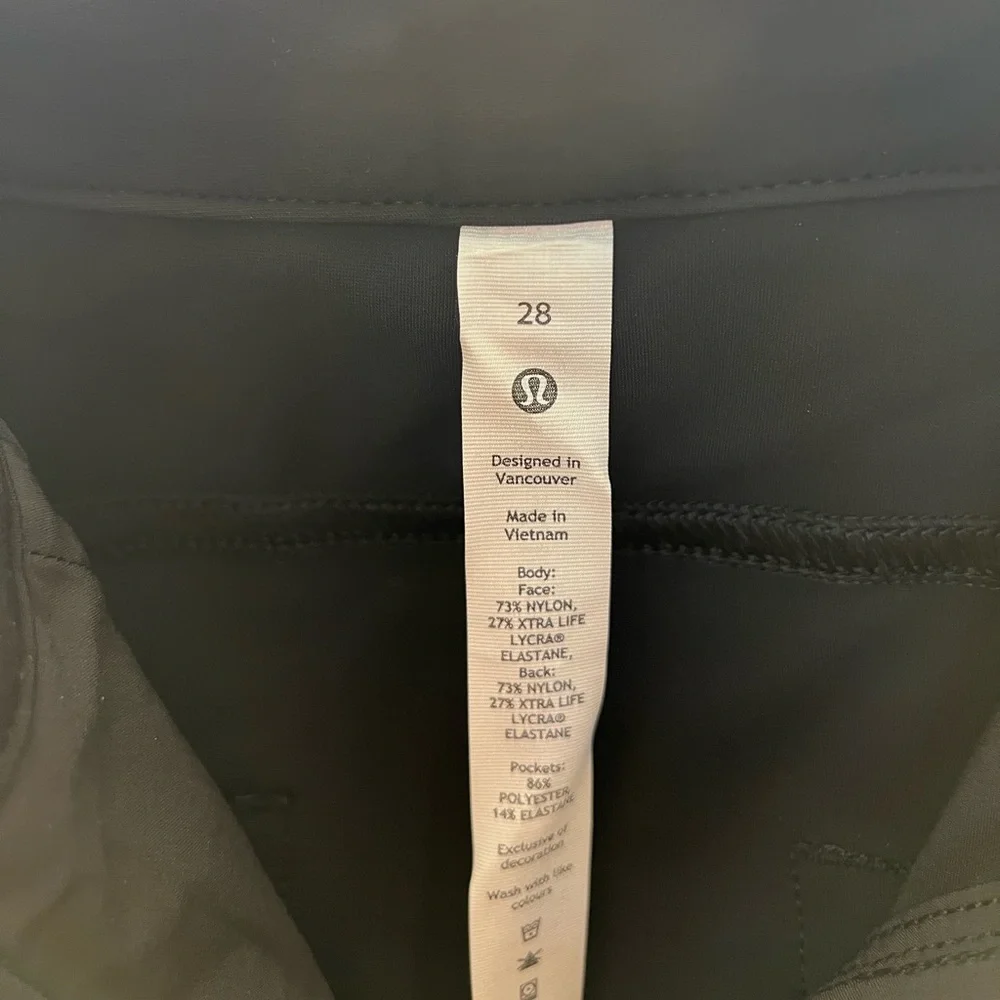 28
Designed in
Vancouver
Made in
Vietnam
Body:
Face:
73% NYLON,
27% XTRA LIFE
LYCRA®
ELASTANE,
Back:
73% NYLON,
27% XTRA LIFE
LYCRA®
ELASTANE
Pockets:
86%
POLYESTER
14% ELASTANE
Exclusive of
decoration
Wash with like
colours